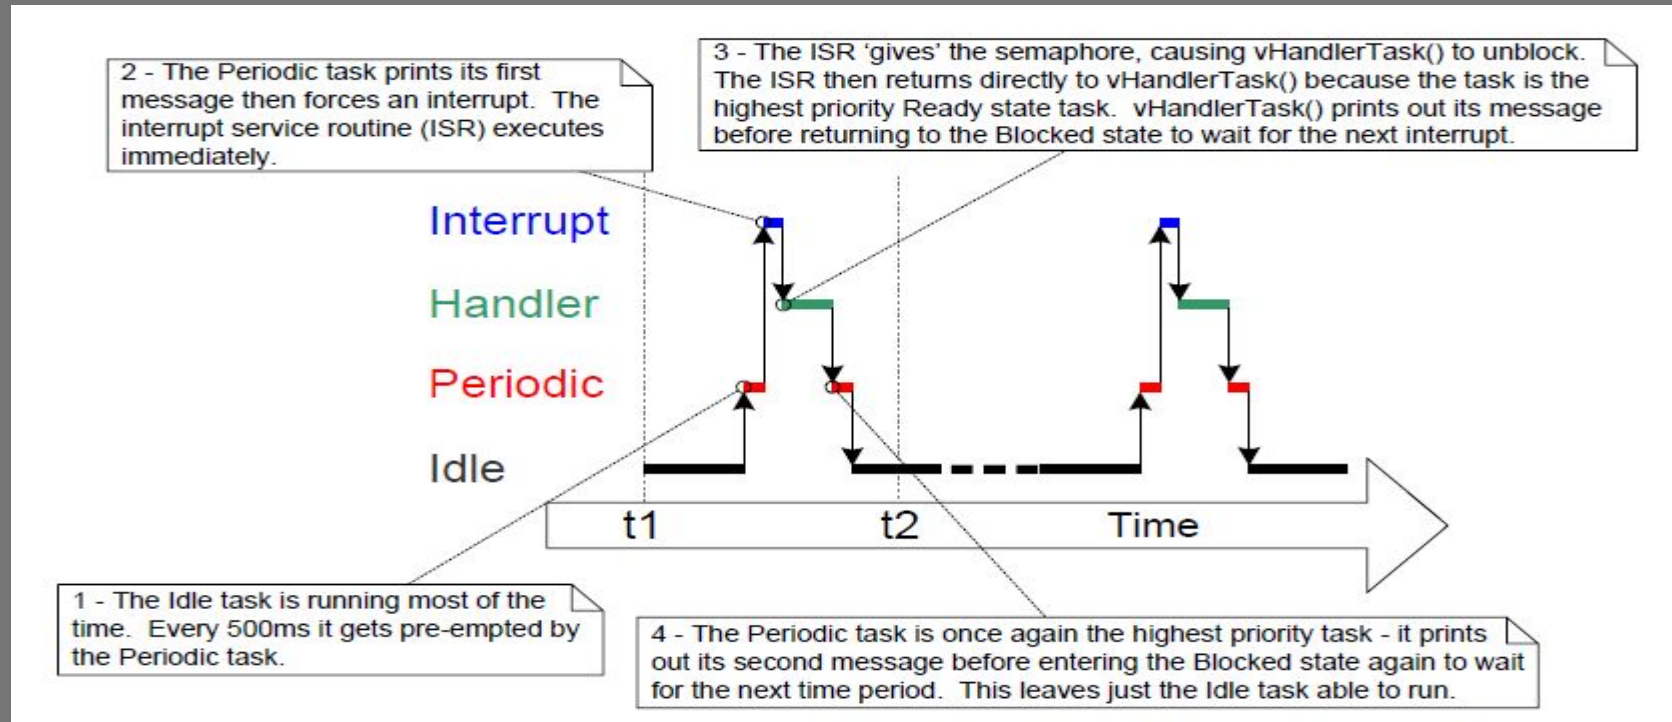 2 - The Periodic task prints its first
message then forces an interrupt. The
interrupt service routine (ISR) executes
immediately.
3 - The ISR ‘gives’ the semaphore, causing vHandlerTask() to unblock.
The ISR then returns directly to vHandlerTask() because the task is the
highest priority Ready state task. vHandlerTask() prints out its message
before returning to the Blocked state to wait for the next interrupt.
Interrupt
Handler
Periodic
Idle
t1
t2
Time
1 - The Idle task is running most of the
time. Every 500ms it gets pre-empted by
the Periodic task.
4 - The Periodic task is once again the highest priority task - it prints
out its second message before entering the Blocked state again to wait
for the next time period. This leaves just the Idle task able to run.